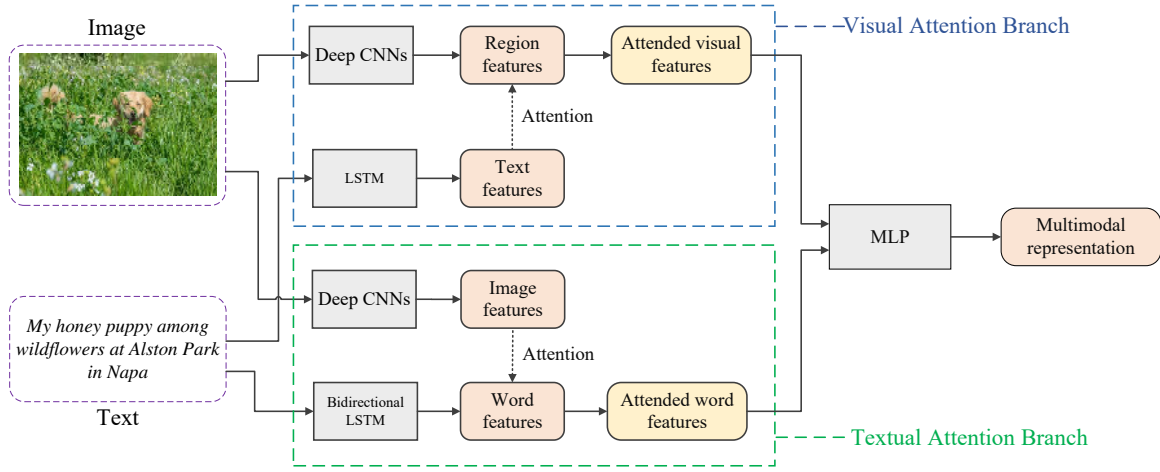 Image
Deep CNNs
Region
features
Attended visual
features
Visual Attention Branch
Attention
LSTM
Text
features
MLP
Multimodal
representation
Deep CNNs
Image
features
My honey puppy among
wildflowers at Alston Park
in Napa
Attention
Text
Bidirectional
LSTM
Word
features
Attended word
features
Textual Attention Branch